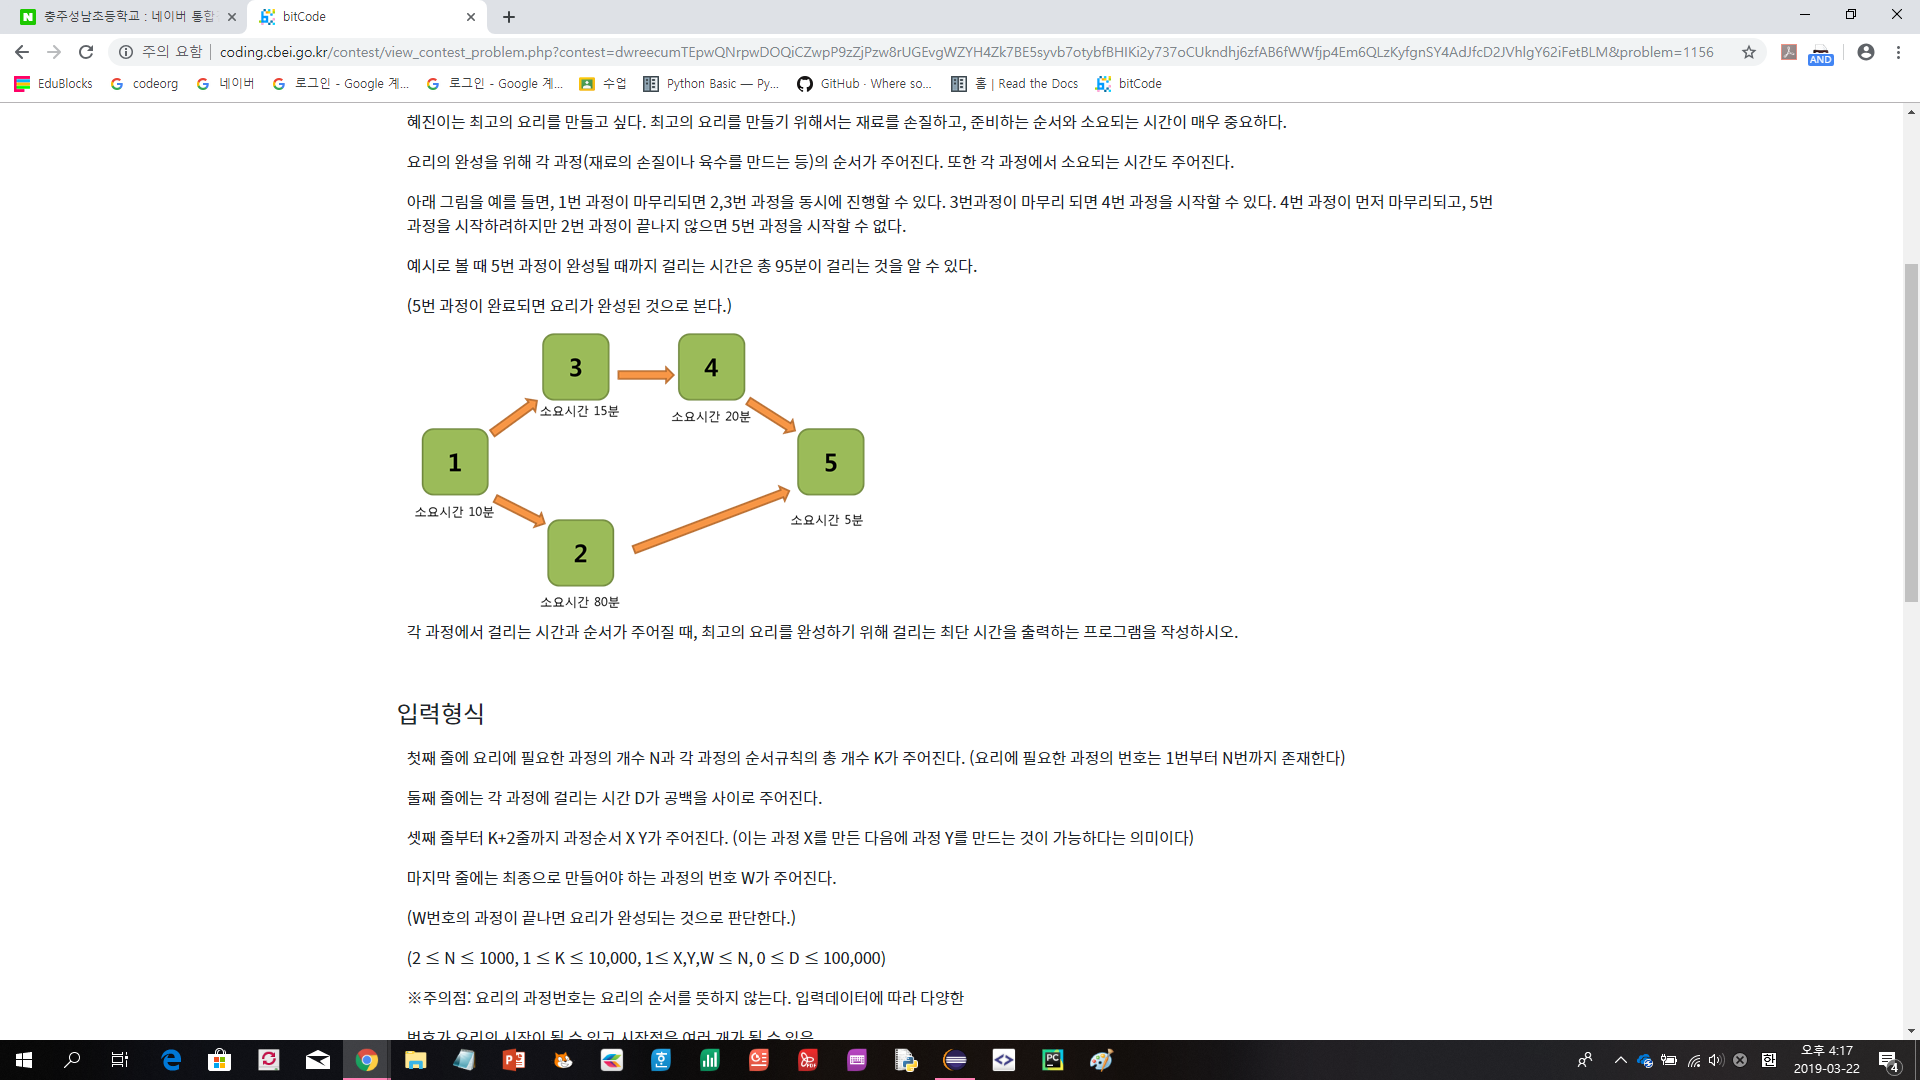 충주성남초등학교 : 네이버 통합
bitCode
주의 요함
coding.cbei.go.kr/contest/view_contest_problem.php?contest=dwreecumTEpwQNrpwDOQiCZwpP9zZjPzw8rUGEvgWZYH4Zk7BE5syvb7otybfBHIKi2y737oCUkndhj6zfAB6fWWfjp4Em6QLzKyfgnSY4AdJfcD2JVhlgY62iFetBLM&problem=1156
AND
EduBlocks codeorg 네이버 로그인 - Google 계... 로그인 - Google 계... 수업 Python Basic — Py... GitHub · Where so... 홈 | Read the Docs bitCode
혜진이는 최고의 요리를 만들고 싶다. 최고의 요리를 만들기 위해서는 재료를 손질하고, 준비하는 순서와 소요되는 시간이 매우 중요하다.
요리의 완성을 위해 각 과정(재료의 손질이나 육수를 만드는 등)의 순서가 주어진다. 또한 각 과정에서 소요되는 시간도 주어진다.
아래 그림을 예를 들면, 1번 과정이 마무리되면 2,3번 과정을 동시에 진행할 수 있다. 3번과정이 마무리 되면 4번 과정을 시작할 수 있다. 4번 과정이 먼저 마무리되고, 5번
과정을 시작하려하지만 2번 과정이 끝나지 않으면 5번 과정을 시작할 수 없다.
예시로 볼 때 5번 과정이 완성될 때까지 걸리는 시간은 총 95분이 걸리는 것을 알 수 있다.
(5번 과정이 완료되면 요리가 완성된 것으로 본다.)
3
4
소요시간 15분
소요시간 20분
1
5
소요시간 10분
소요시간 5분
2
소요시간 80분
각 과정에서 걸리는 시간과 순서가 주어질 때, 최고의 요리를 완성하기 위해 걸리는 최단 시간을 출력하는 프로그램을 작성하시오.
입력형식
첫째 줄에 요리에 필요한 과정의 개수 N과 각 과정의 순서규칙의 총 개수 K가 주어진다. (요리에 필요한 과정의 번호는 1번부터 N번까지 존재한다)
둘째 줄에는 각 과정에 걸리는 시간 D가 공백을 사이로 주어진다.
셋째 줄부터 K+2줄까지 과정순서 X Y가 주어진다. (이는 과정 X를 만든 다음에 과정 Y를 만드는 것이 가능하다는 의미이다)
마지막 줄에는 최종으로 만들어야 하는 과정의 번호 W가 주어진다.
(W번호의 과정이 끝나면 요리가 완성되는 것으로 판단한다.)
(2 ≤ N ≤ 1000, 1 ≤ K ≤ 10,000, 1≤ X,Y,W ≤ N, 0 ≤ D ≤ 100,000)
※주의점: 요리의 과정번호는 요리의 순서를 뜻하지 않는다. 입력데이터에 따라 다양한
번호가 요리의 시작이 될 수 있고 시작점은 여러 개가 될 수 있음
오후 4:17
2019-03-22
한
4